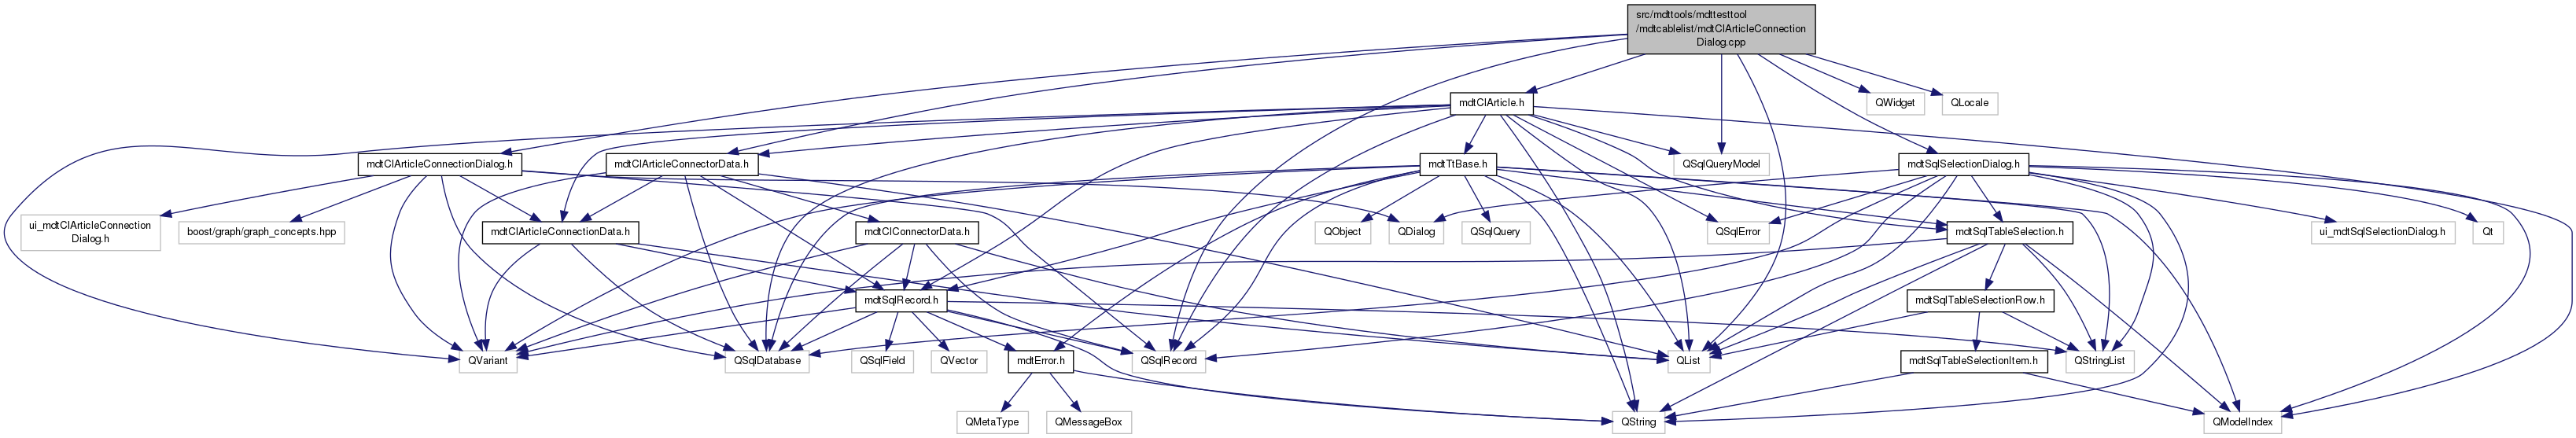 src/mdttools/mdttesttool
/mdtcablelist/mdtClArticleConnection
Dialog.cpp
mdtClArticle.h
QWidget
QLocale
mdtClArticleConnectionDialog.h
mdtClArticleConnectorData.h
mdtTtBase.h
QSqlQueryModel
mdtSqlSelectionDialog.h
ui_mdtClArticleConnection
Dialog.h
boost/graph/graph_concepts.hpp
mdtClArticleConnectionData.h
mdtClConnectorData.h
QObject
QDialog
QSqlQuery
QSqlError
mdtSqlTableSelection.h
ui_mdtSqlSelectionDialog.h
Qt
mdtSqlRecord.h
mdtSqlTableSelectionRow.h
QVariant
QSqlDatabase
QSqlField
QVector
mdtError.h
QSqlRecord
QList
mdtSqlTableSelectionItem.h
QStringList
QMetaType
QMessageBox
QString
QModelIndex